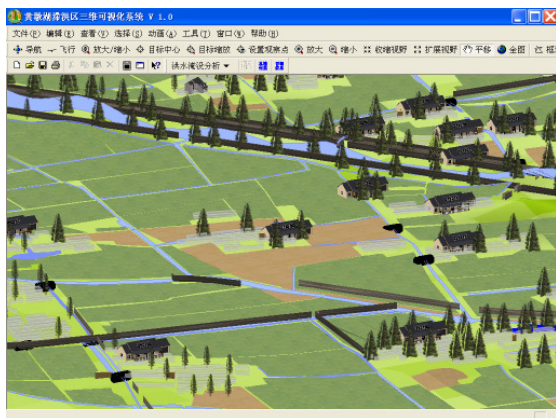 黄墩湖滞洪区三维可视化系统 V 1.0
文件(F) 编辑(E) 查看(V) 选择(S) 动画(A) 工具(T) 窗口(W) 帮助(H)
导航 飞行 放大/缩小 目标中心 目标缩放 设置观察点 放大 缩小 收缩视野 扩展视野 平移 全图
洪水淹没分析